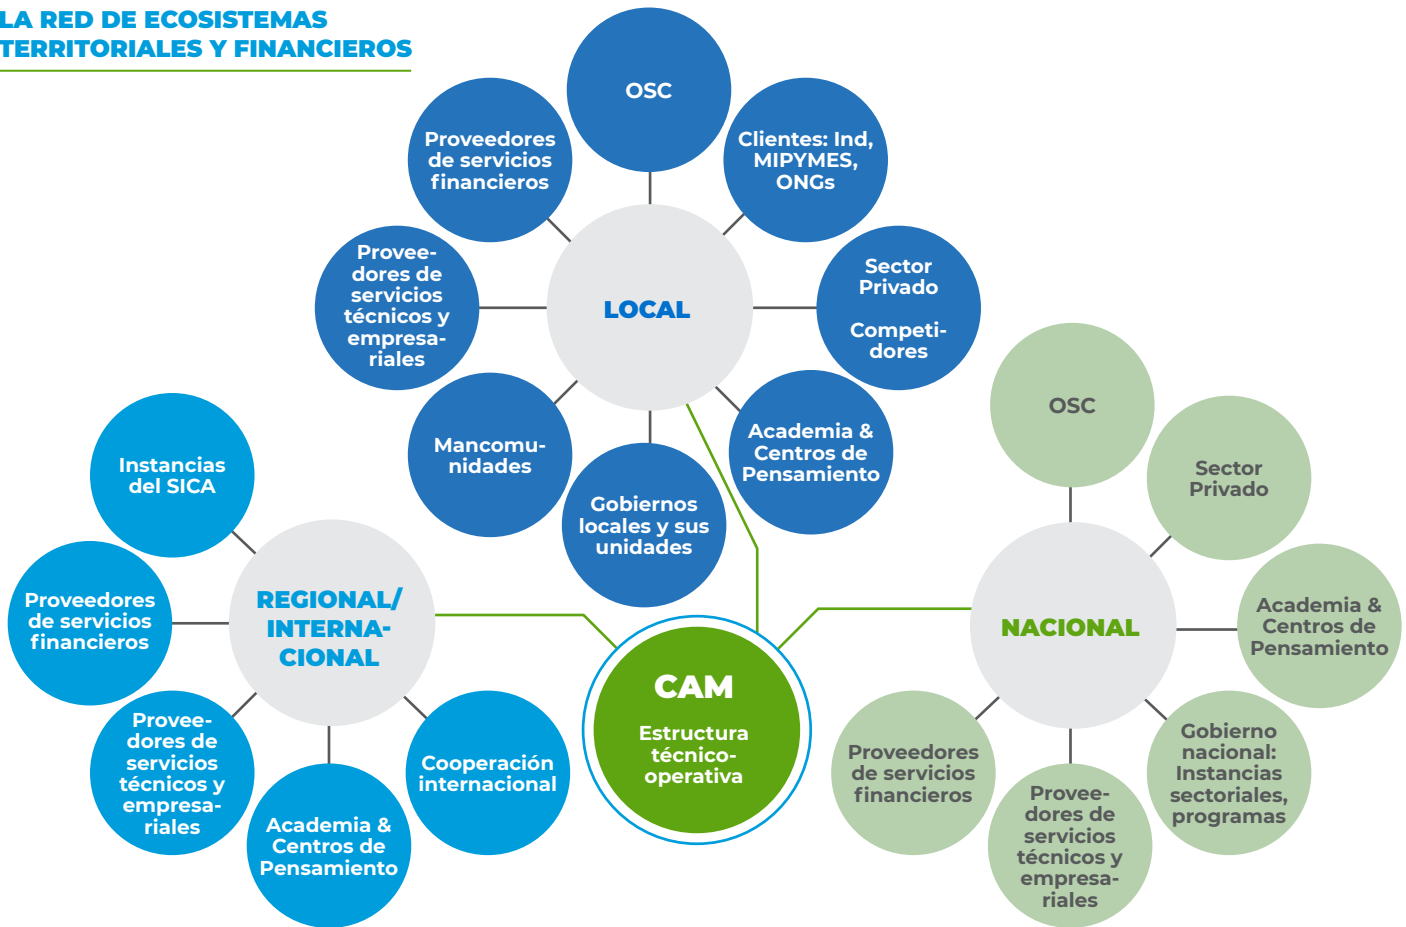 LA RED DE ECOSISTEMAS
TERRITORIALES Y FINANCIEROS
OSC
Proveedores
de servicios
financieros
Clientes: Ind,
MIPYMES,
ONGs
Provee-
dores de
servicios
técnicos y
empresa-
riales
LOCAL
Sector
Privado
Competi-
dores
Mancomu-
nidades
Academia &
Centros de
Pensamiento
Gobiernos
locales y sus
unidades
Instancias
del SICA
Proveedores
de servicios
financieros
REGIONAL/
INTERNA-
CIONAL
Provee-
dores de
servicios
técnicos y
empresa-
riales
Academia &
Centros de
Pensamiento
Cooperación
internacional
CAM
Estructura
técnico-
operativa
OSC
Sector
Privado
NACIONAL
Academia &
Centros de
Pensamiento
Gobierno
nacional:
Instancias
sectoriales,
programas
Proveedores
de servicios
financieros
Provee-
dores de
servicios
técnicos y
empresa-
riales